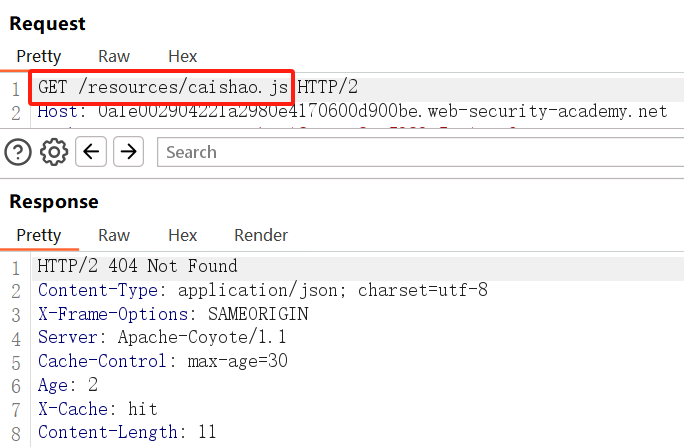 Request
Pretty Raw Hex
1 GET /resources/caishao.js HTTP/2
2 Host: 0a1e002904221a2980e4170600d900be.web-security-academy.net
Search
Response
Pretty Raw Hex Render
1 HTTP/2 404 Not Found
2 Content-Type: application/json; charset=utf-8
3 X-Frame-Options: SAMEORIGIN
4 Server: Apache-Coyote/1.1
5 Cache-Control: max-age=30
6 Age: 2
7 X-Cache: hit
8 Content-Length: 11